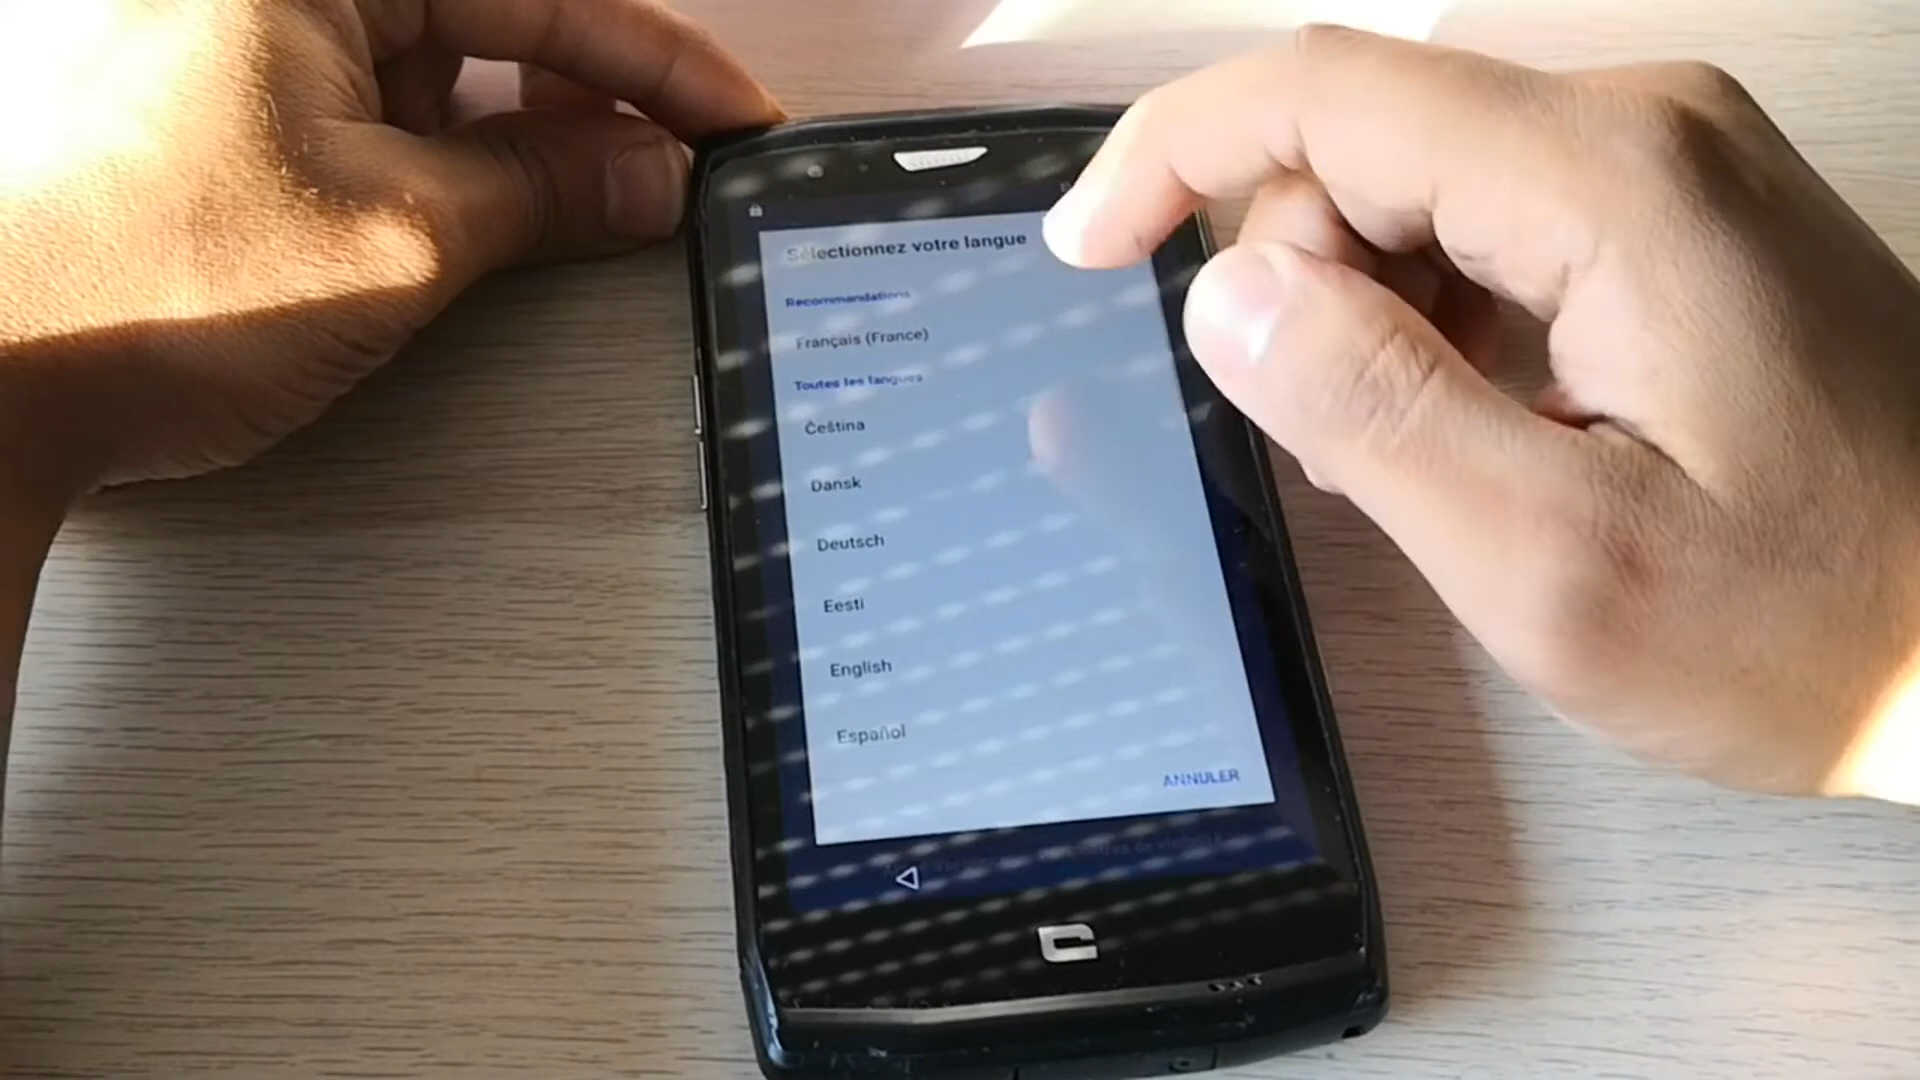 Sélectionnez votre langue
Recommandations
Français (France)
Toutes les langues
Čeština
Dansk
Deutsch
Eesti
English
Español
ANNULER